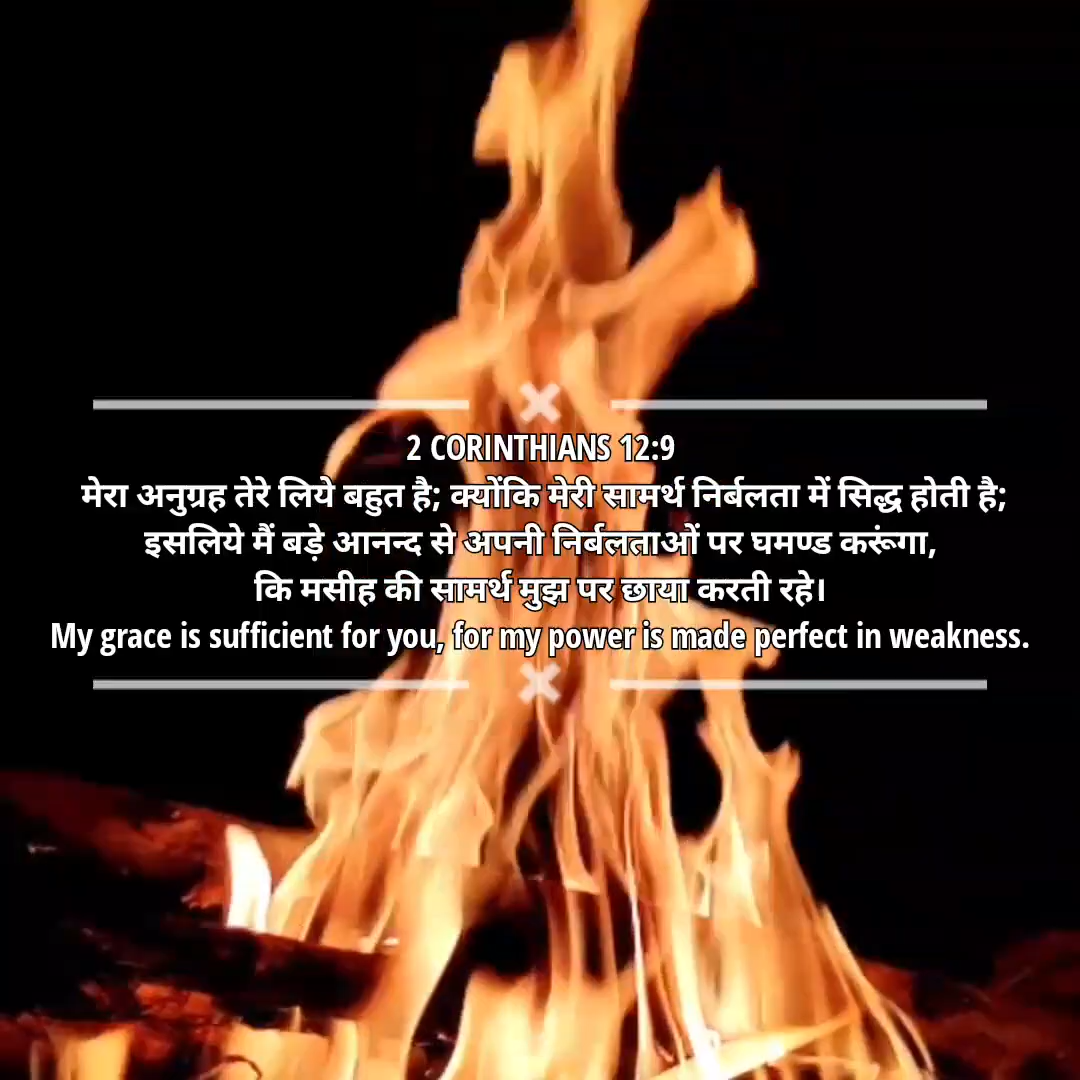 2 CORINTHIANS 12:9
मेरा अनुग्रह तेरे लिये बहुत है; क्योंकि मेरी सामर्थ निर्बलता में सिद्ध होती है;
इसलिये मैं बड़े आनन्द से अपनी निर्बलताओं पर घमण्ड करूंगा,
कि मसीह की सामर्थ मुझ पर छाया करती रहे।
My grace is sufficient for you, for my power is made perfect in weakness.